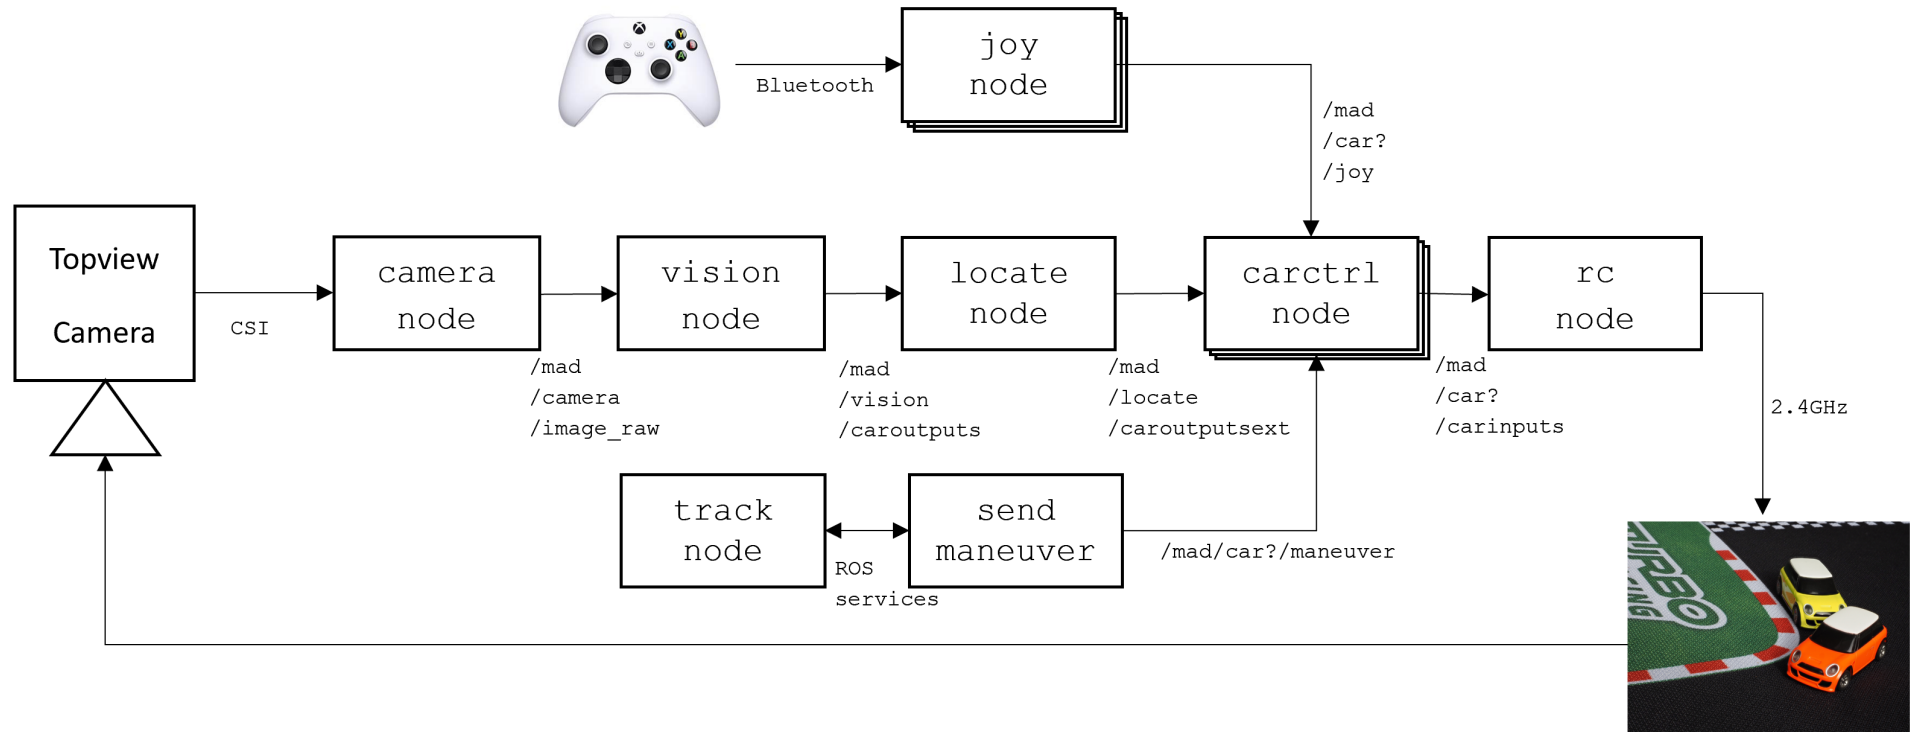 joy
node
Bluetooth
/mad
/car?
/joy
Topview
Camera
CSI
camera
node
vision
node
locate
node
carctrl
node
rc
node
/mad
/camera
/image_raw
/mad
/vision
/caroutputs
/mad
/locate
/caroutputsext
/mad
/car?
/carinputs
2.4GHz
track
node
ROS
services
send
maneuver
/mad/car?/maneuver